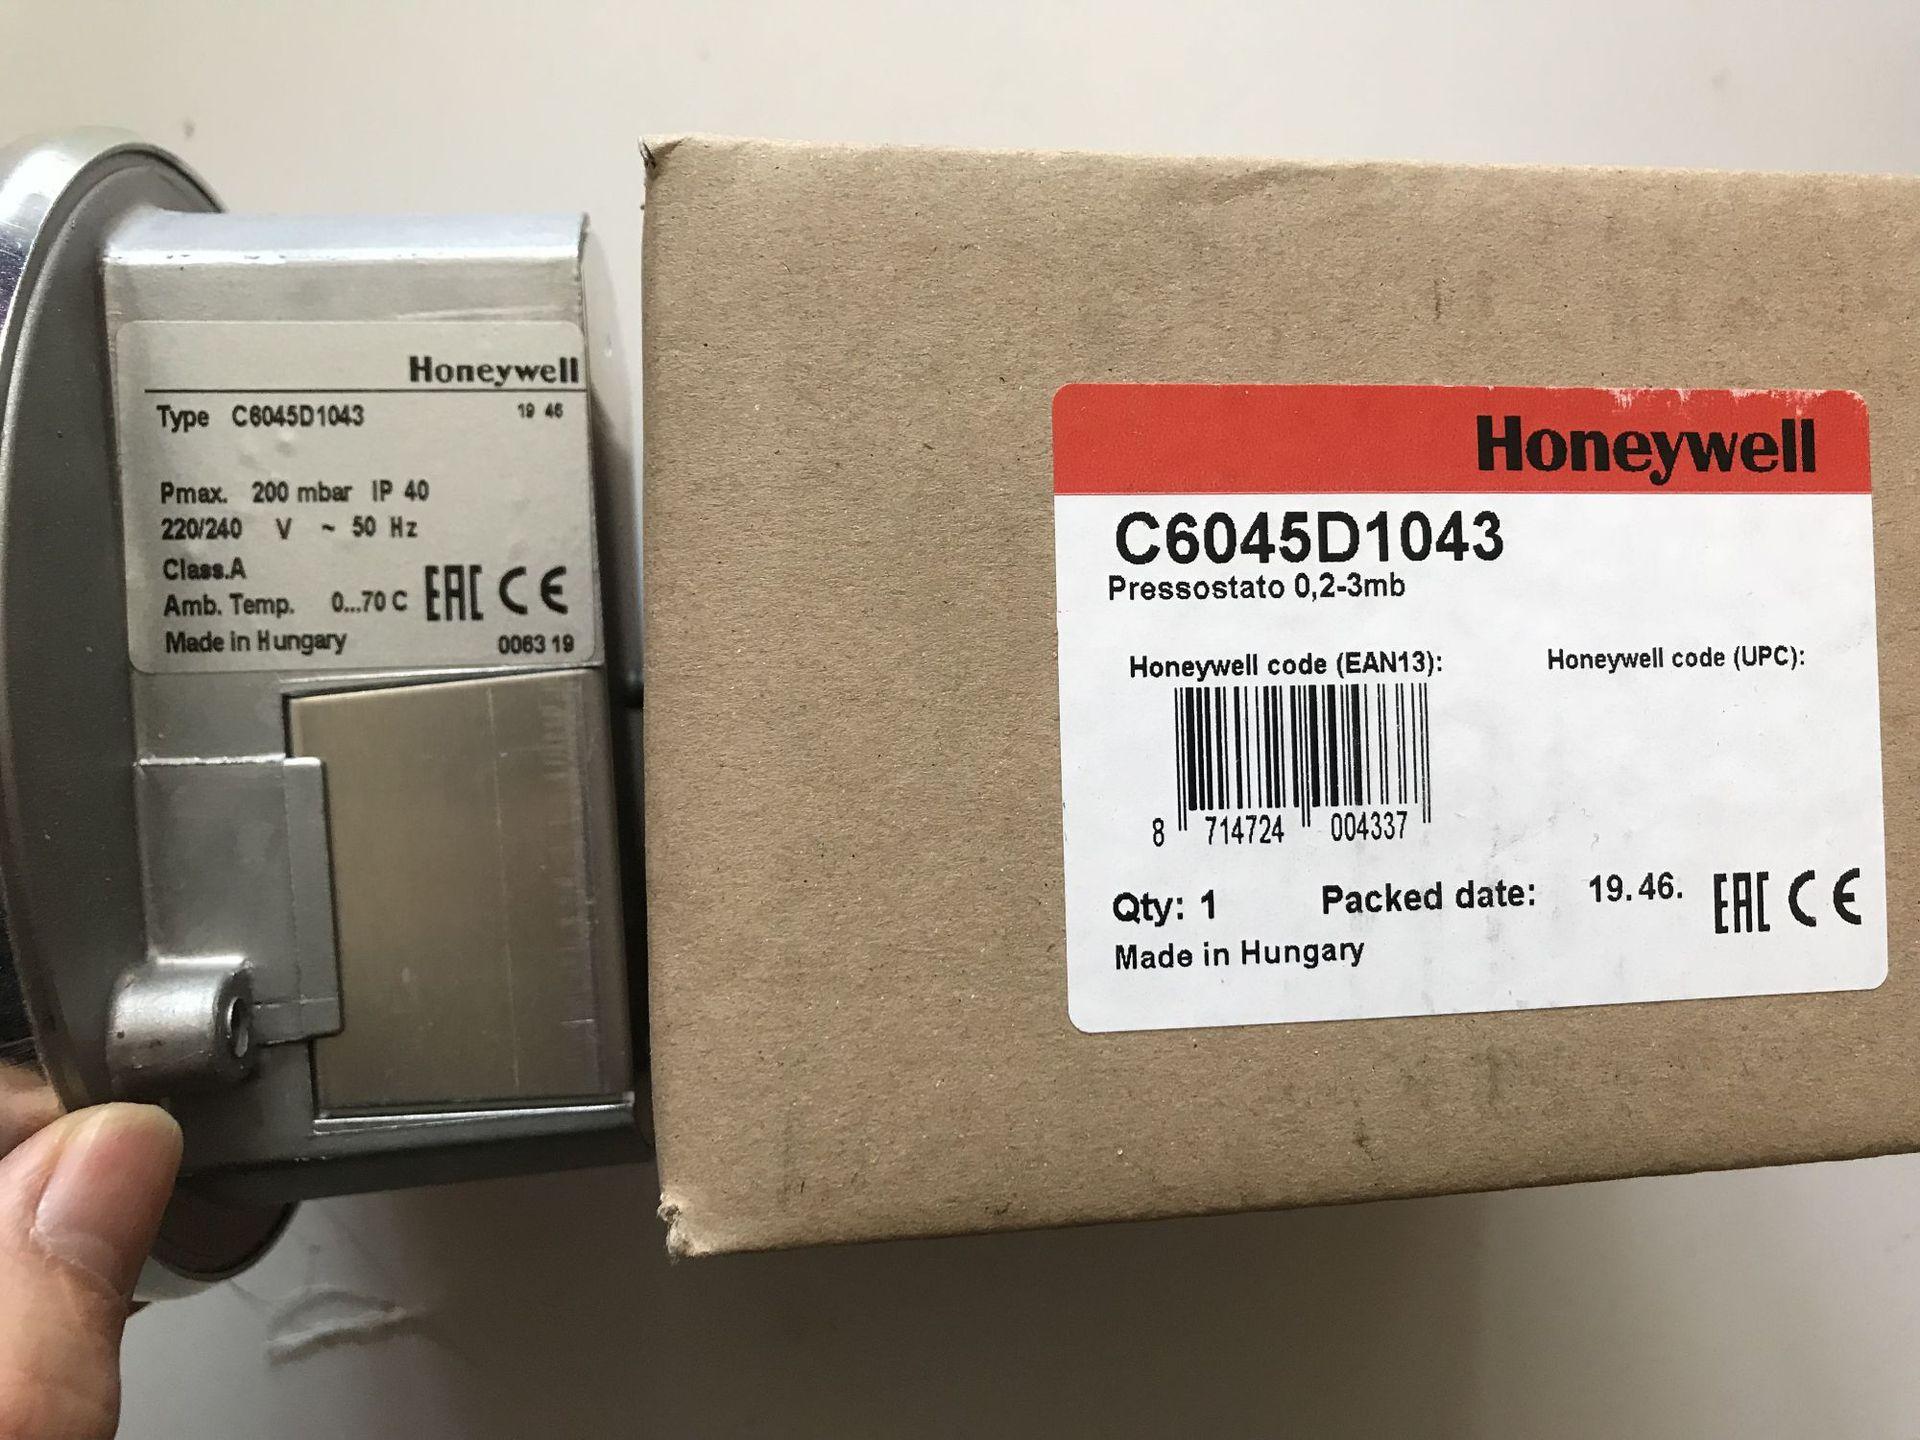 Honeywell
Type C6045D1043 19 46
Pmax. 200 mbar IP 40
220/240 V ~ 50 Hz
Class.A
Amb. Temp. 0...70 C EAC CE
Made in Hungary 0063 19
Honeywell
C6045D1043
Pressostato 0,2-3mb
Honeywell code (EAN13): Honeywell code (UPC):
8 714724 004337
Qty: 1 Packed date: 19.46. EAC CE
Made in Hungary